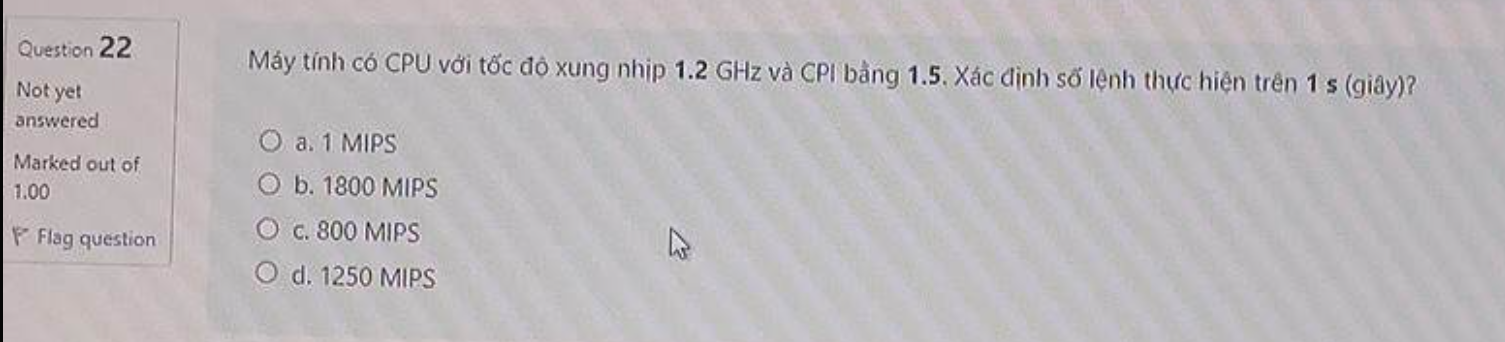 Question 22
Not yet
answered
Marked out of
1.00
Flag question
Máy tính có CPU với tốc độ xung nhịp 1.2 GHz và CPI bằng 1.5. Xác định số lệnh thực hiện trên 1 s (giây)?
a. 1 MIPS
b. 1800 MIPS
c. 800 MIPS
d. 1250 MIPS